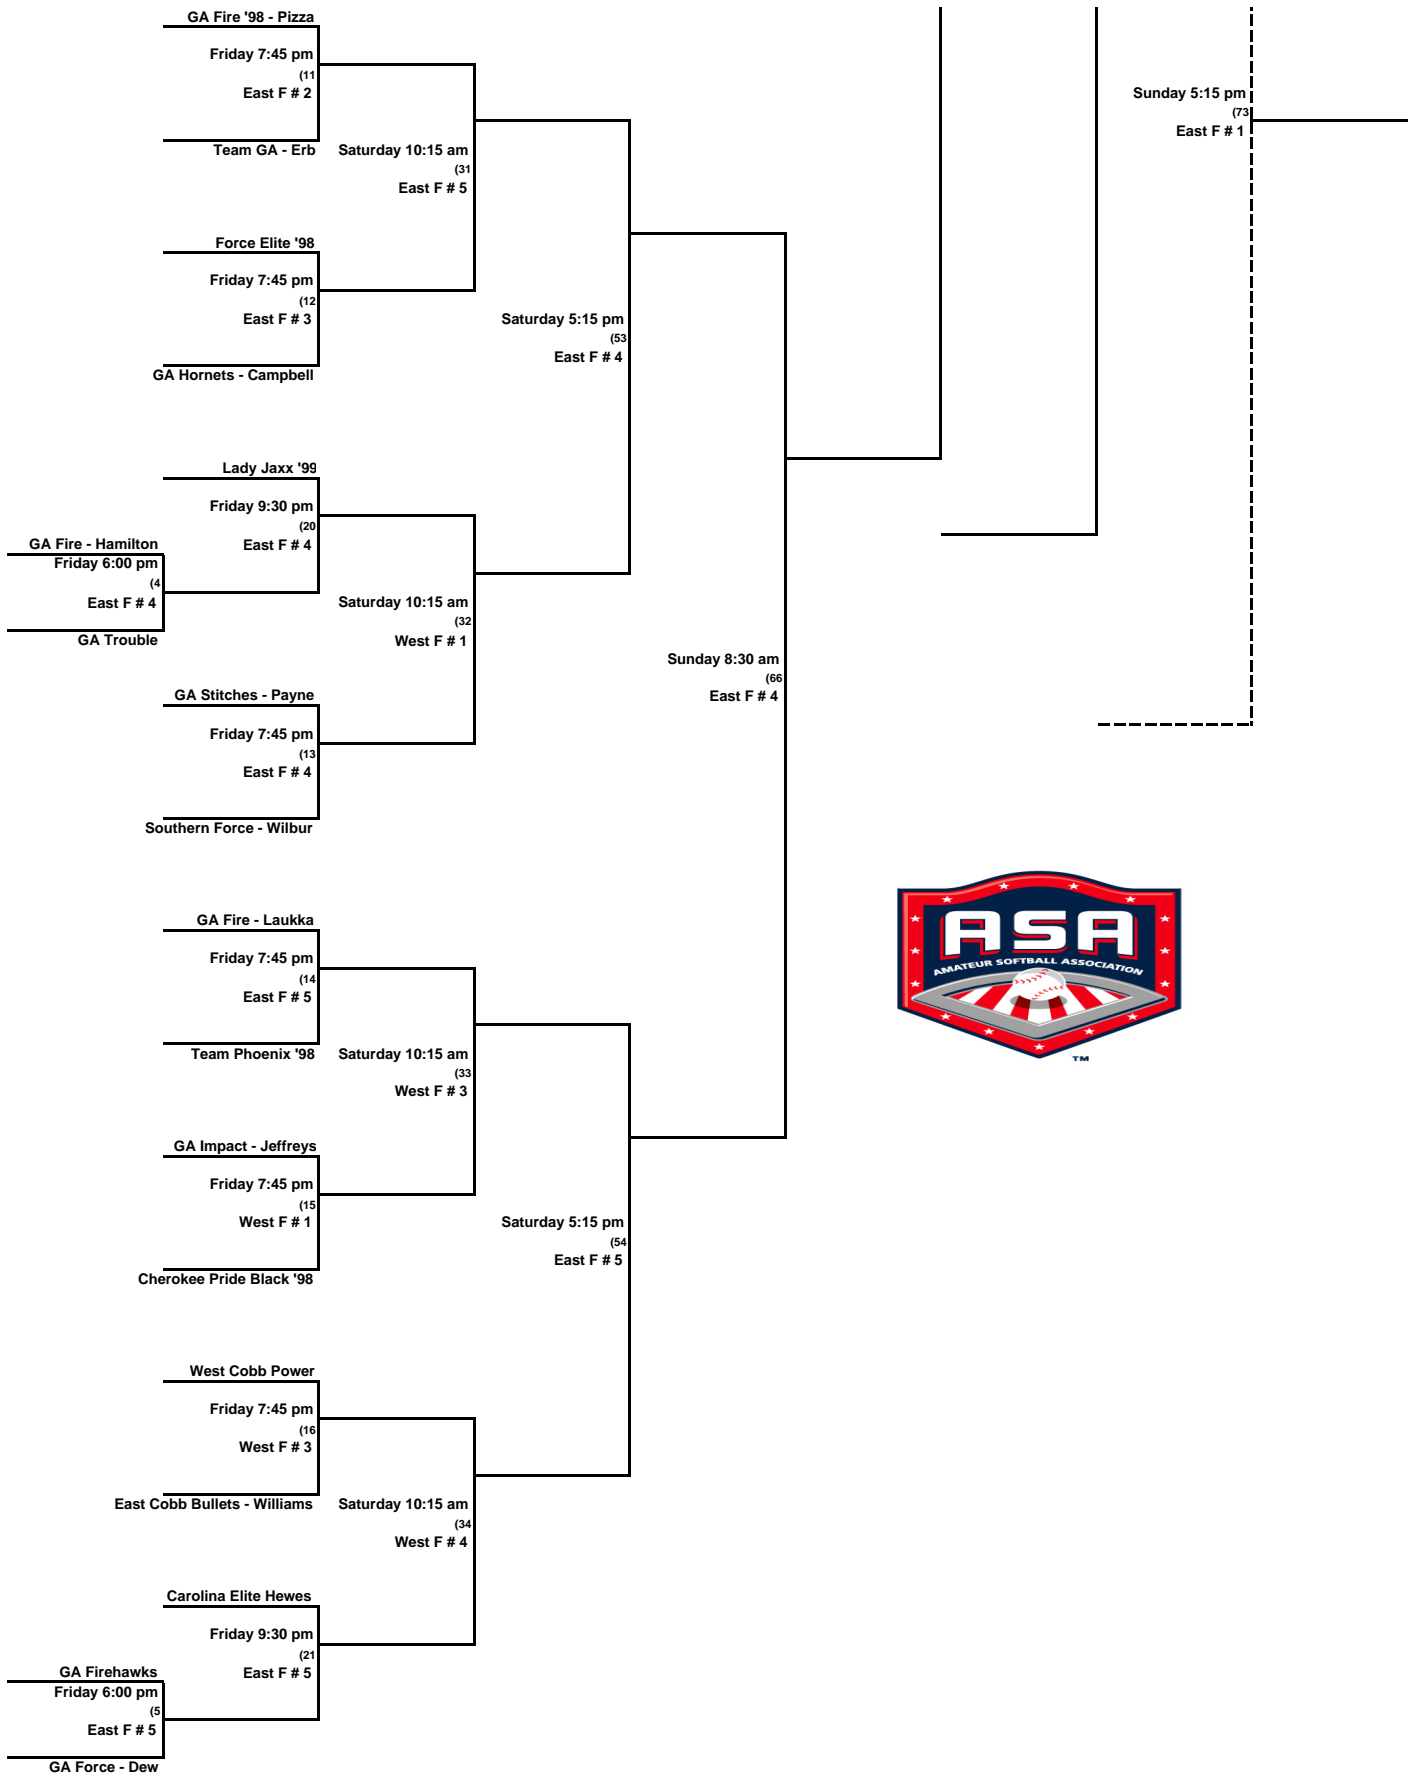 GA Fire '98 - Pizza
Friday 7:45 pm
(11
East F # 2
Team GA - Erb
Saturday 10:15 am
(31
East F # 5
Sunday 5:15 pm
(73
East F # 1
Force Elite '98
Friday 7:45 pm
(12
East F # 3
GA Hornets - Campbell
Saturday 5:15 pm
(53
East F # 4
Lady Jaxx '99
Friday 9:30 pm
(20
East F # 4
GA Fire - Hamilton
Friday 6:00 pm
(4
East F # 4
GA Trouble
Saturday 10:15 am
(32
West F # 1
Sunday 8:30 am
(66
East F # 4
GA Stitches - Payne
Friday 7:45 pm
(13
East F # 4
Southern Force - Wilbur
ASA
AMATEUR SOFTBALL ASSOCIATION
TM
GA Fire - Laukka
Friday 7:45 pm
(14
East F # 5
Team Phoenix '98
Saturday 10:15 am
(33
West F # 3
GA Impact - Jeffreys
Friday 7:45 pm
(15
West F # 1
Cherokee Pride Black '98
Saturday 5:15 pm
(54
East F # 5
West Cobb Power
Friday 7:45 pm
(16
West F # 3
East Cobb Bullets - Williams
Saturday 10:15 am
(34
West F # 4
Carolina Elite Hewes
Friday 9:30 pm
(21
East F # 5
GA Firehawks
Friday 6:00 pm
(5
East F # 5
GA Force - Dew